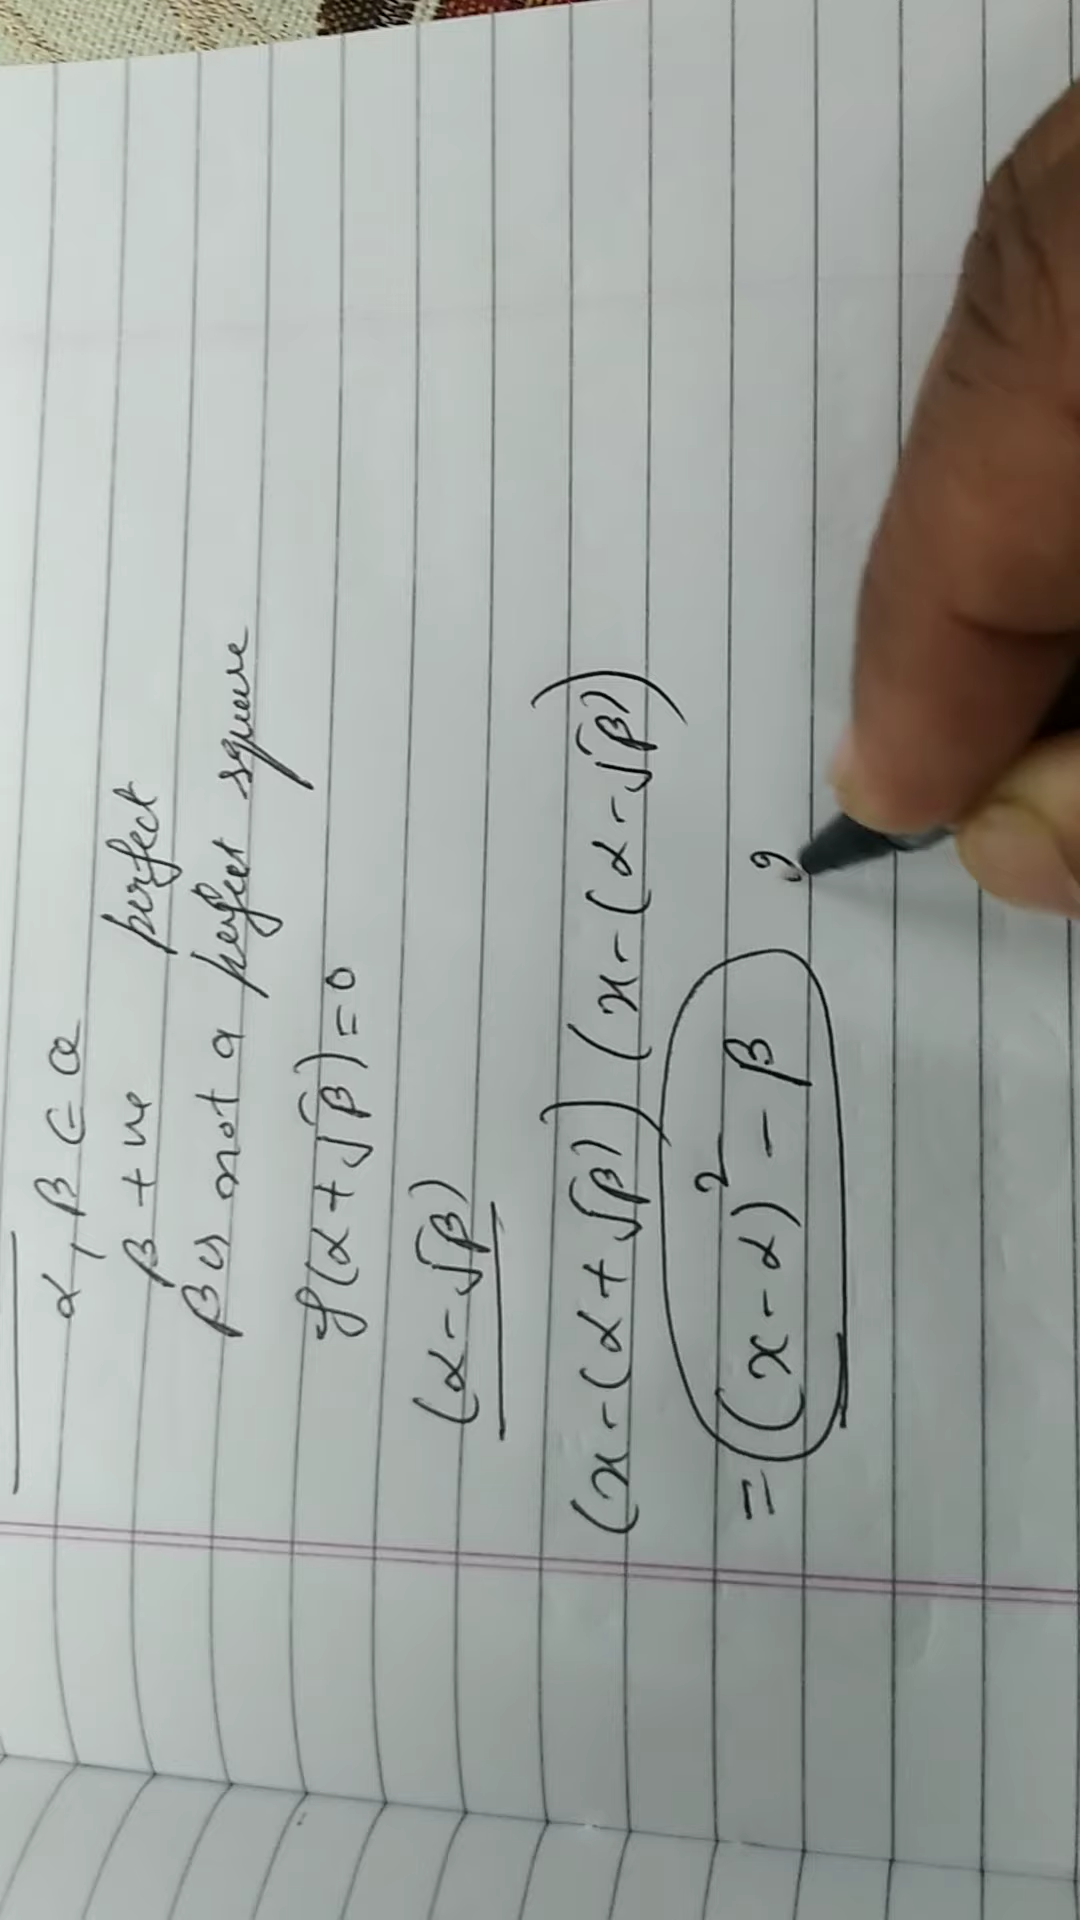 α, β ∈ Q
β +ve perfect
β is not a perfect square
f(α+√β)=0
(α-√β)
(x-(α+√β))(x-(α-√β))
=(x-α)²-β,